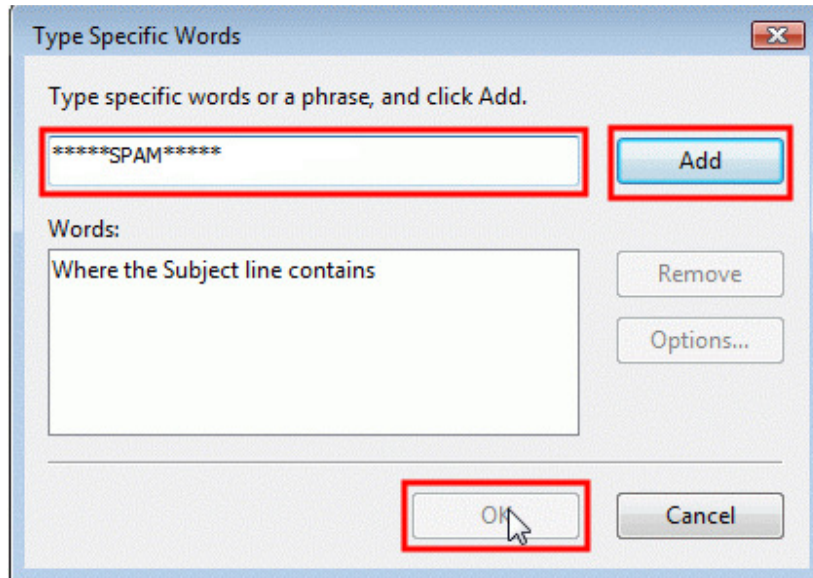 Type Specific Words
Type specific words or a phrase, and click Add.
*****SPAM*****
Add
Words:
Where the Subject line contains
Remove
Options...
OK
Cancel